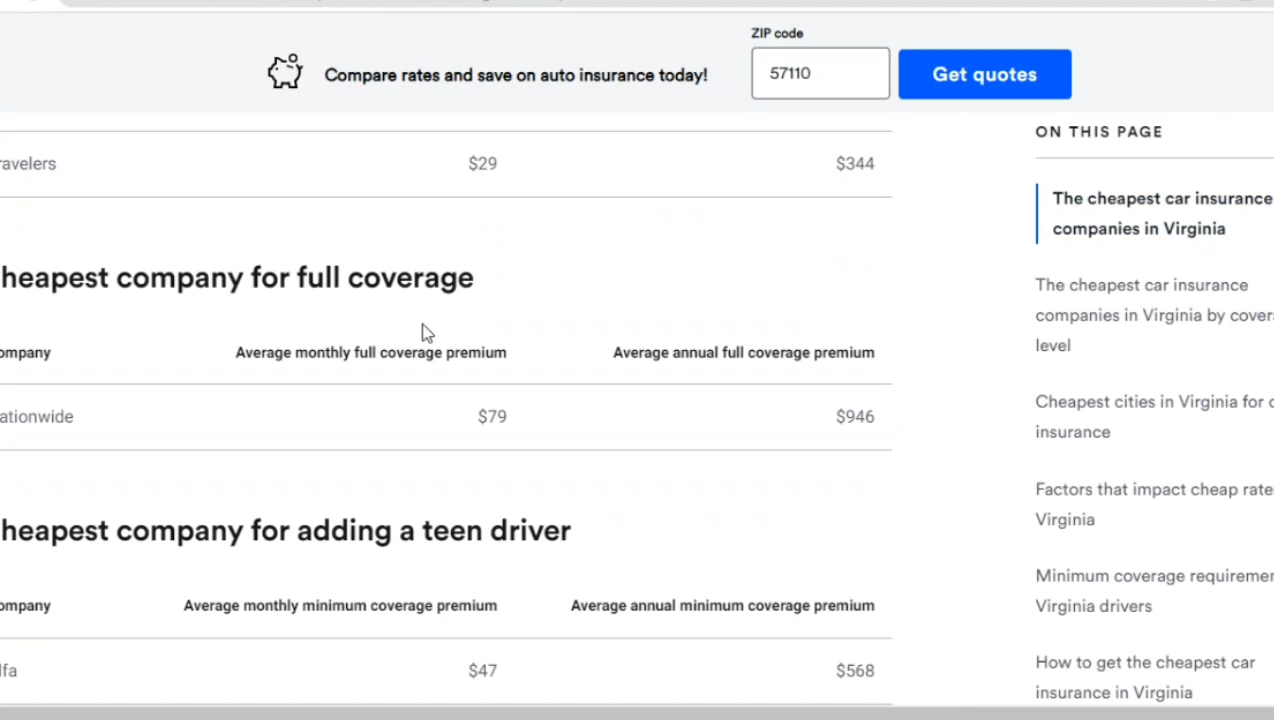 ZIP code
Compare rates and save on auto insurance today!
57110
Get quotes
ravelers $29 $344
heapest company for full coverage
ompany Average monthly full coverage premium Average annual full coverage premium
ationwide $79 $946
heapest company for adding a teen driver
ompany Average monthly minimum coverage premium Average annual minimum coverage premium
lfa $47 $568
ON THIS PAGE
The cheapest car insurance
companies in Virginia
The cheapest car insurance
companies in Virginia by cover
level
Cheapest cities in Virginia for c
insurance
Factors that impact cheap rate
Virginia
Minimum coverage requiremen
Virginia drivers
How to get the cheapest car
insurance in Virginia